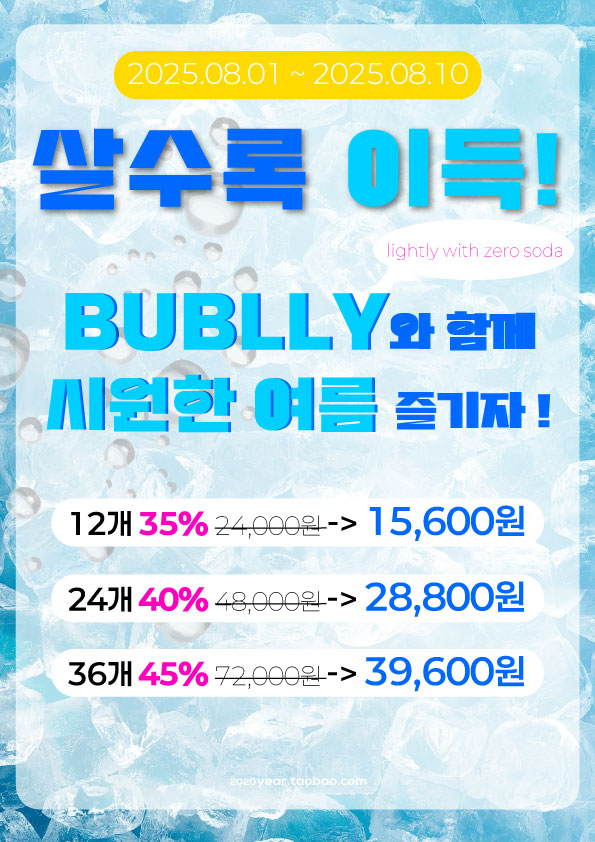 2025.08.01 ~ 2025.08.10
살수록 이득!
lightly with zero soda
BUBLLY와 함께
시원한 여름 즐기자 !
12개 35% 24,000원 -> 15,600원
24개 40% 48,000원 -> 28,800원
36개 45% 72,000원 -> 39,600원
2020year.taobao.com